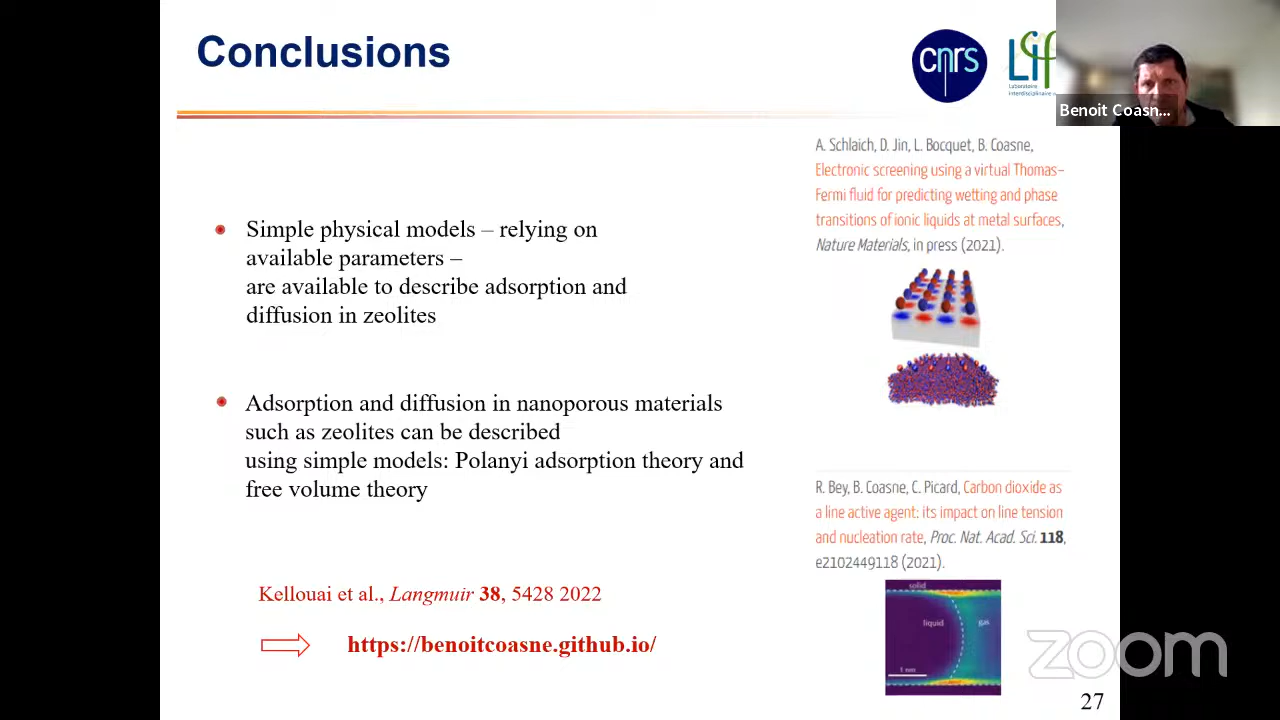 Conclusions
cnrs
Benoit Coasn...
Simple physical models – relying on
available parameters –
are available to describe adsorption and
diffusion in zeolites
Adsorption and diffusion in nanoporous materials
such as zeolites can be described
using simple models: Polanyi adsorption theory and
free volume theory
Kellouai et al., Langmuir 38, 5428 2022
https://benoitcoasne.github.io/
A. Schlaich, D. Jin, L. Bocquet, B. Coasne,
Electronic screening using a virtual Thomas–
Fermi fluid for predicting wetting and phase
transitions of ionic liquids at metal surfaces,
Nature Materials, in press (2021).
R. Bey, B. Coasne, C. Picard, Carbon dioxide as
a line active agent: its impact on line tension
and nucleation rate, Proc. Nat. Acad. Sci. 118,
e2102449118 (2021).
solid
liquid gas
1 nm
zoom
27